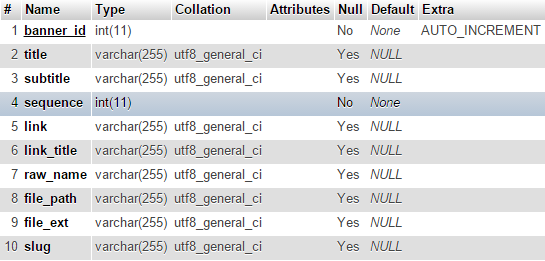 # Name Type Collation Attributes Null Default Extra
1 banner_id int(11) No None AUTO_INCREMENT
2 title varchar(255) utf8_general_ci Yes NULL
3 subtitle varchar(255) utf8_general_ci Yes NULL
4 sequence int(11) No None
5 link varchar(255) utf8_general_ci Yes NULL
6 link_title varchar(255) utf8_general_ci Yes NULL
7 raw_name varchar(255) utf8_general_ci Yes NULL
8 file_path varchar(255) utf8_general_ci Yes NULL
9 file_ext varchar(255) utf8_general_ci Yes NULL
10 slug varchar(255) utf8_general_ci Yes NULL